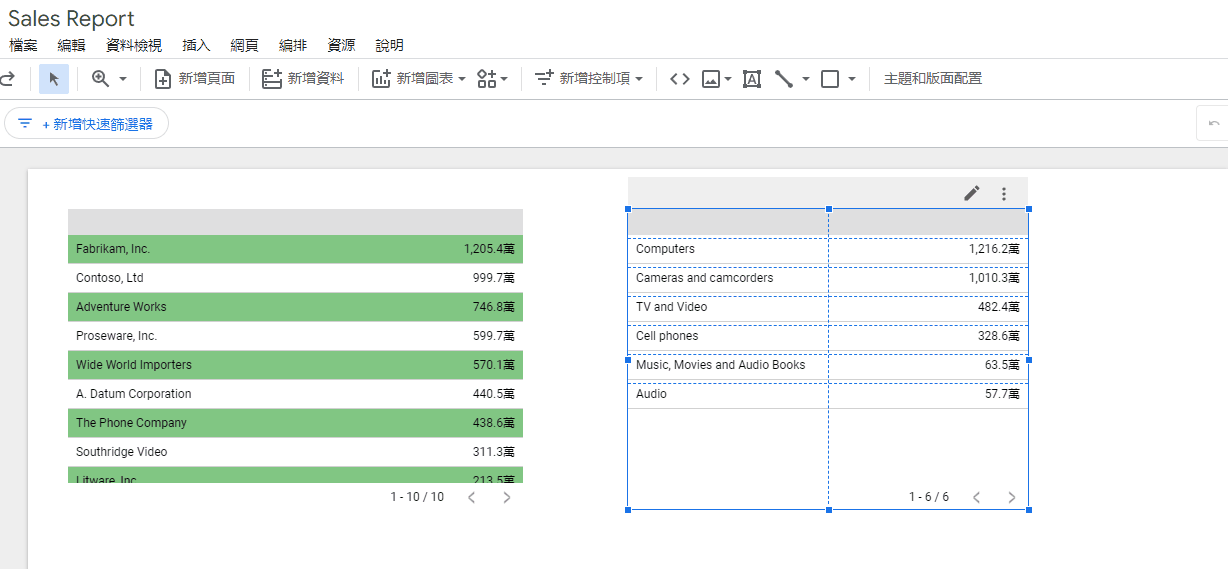 Sales Report
檔案 編輯 資料檢視 插入 網頁 編排 資源 說明
新增頁面 新增資料 新增圖表 新增控制項 主題和版面配置
+ 新增快速篩選器
Fabrikam, Inc. 1,205.4萬
Contoso, Ltd 999.7萬
Adventure Works 746.8萬
Proseware, Inc. 599.7萬
Wide World Importers 570.1萬
A. Datum Corporation 440.5萬
The Phone Company 438.6萬
Southridge Video 311.3萬
Litware, Inc. 213.5萬
1 - 10 / 10
Computers 1,216.2萬
Cameras and camcorders 1,010.3萬
TV and Video 482.4萬
Cell phones 328.6萬
Music, Movies and Audio Books 63.5萬
Audio 57.7萬
1 - 6 / 6